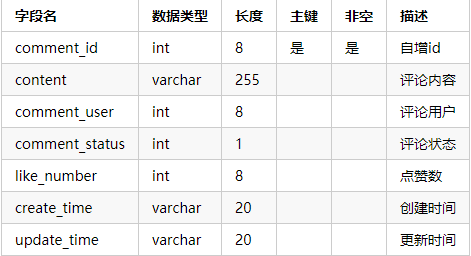 字段名 数据类型 长度 主键 非空 描述
comment_id int 8 是 是 自增id
content varchar 255 评论内容
comment_user int 8 评论用户
comment_status int 1 评论状态
like_number int 8 点赞数
create_time varchar 20 创建时间
update_time varchar 20 更新时间